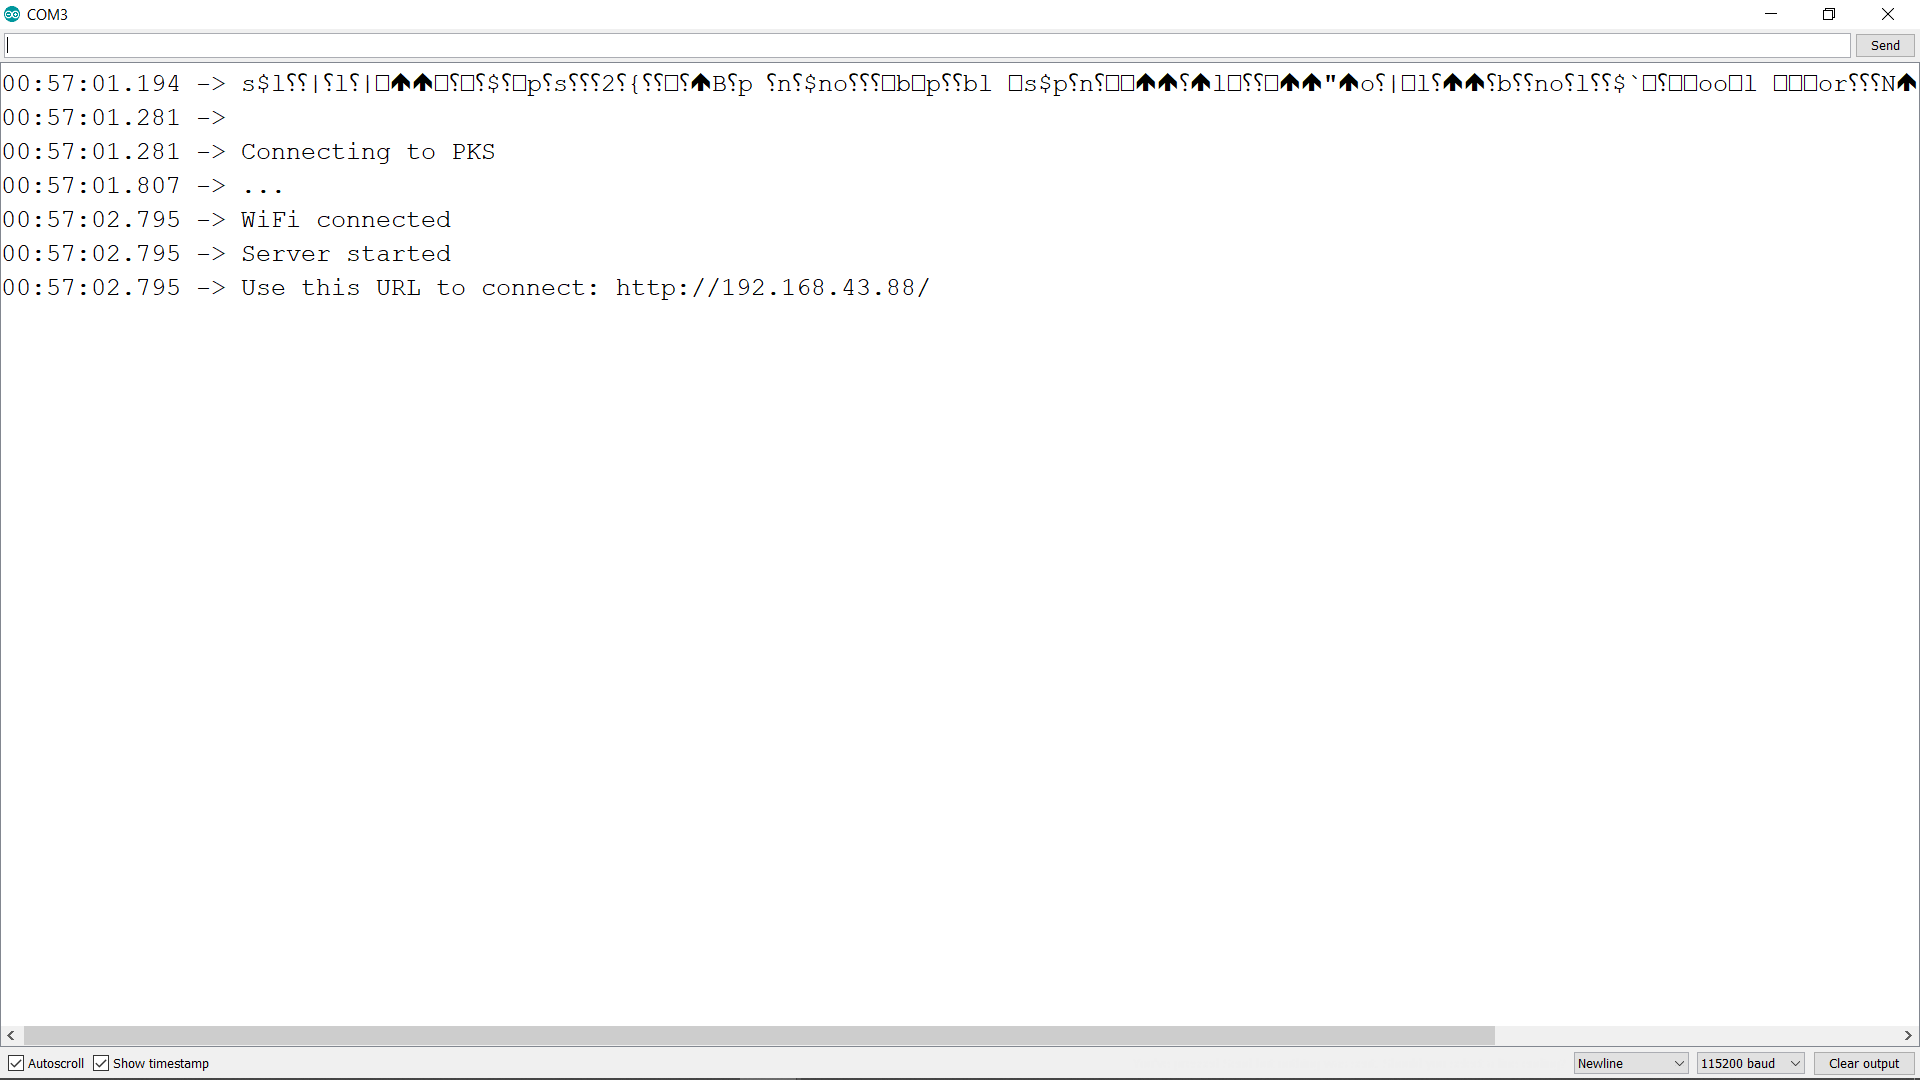 COM3
Send
00:57:01.194 -> s$l⸮⸮|⸮l⸮|□🡅🡅□⸮□⸮$⸮□p⸮s⸮⸮⸮2⸮{⸮⸮□⸮🡅B⸮p ⸮n⸮$no⸮⸮⸮□b□p⸮⸮bl □s$p⸮n⸮□□🡅🡅⸮🡅l□⸮⸮□🡅🡅"🡅o⸮|□l⸮🡅🡅⸮b⸮⸮no⸮l⸮⸮$`□⸮□□oo□l □□□or⸮⸮⸮N🡅
00:57:01.281 ->
00:57:01.281 -> Connecting to PKS
00:57:01.807 -> ...
00:57:02.795 -> WiFi connected
00:57:02.795 -> Server started
00:57:02.795 -> Use this URL to connect: http://192.168.43.88/
Autoscroll Show timestamp Newline 115200 baud Clear output